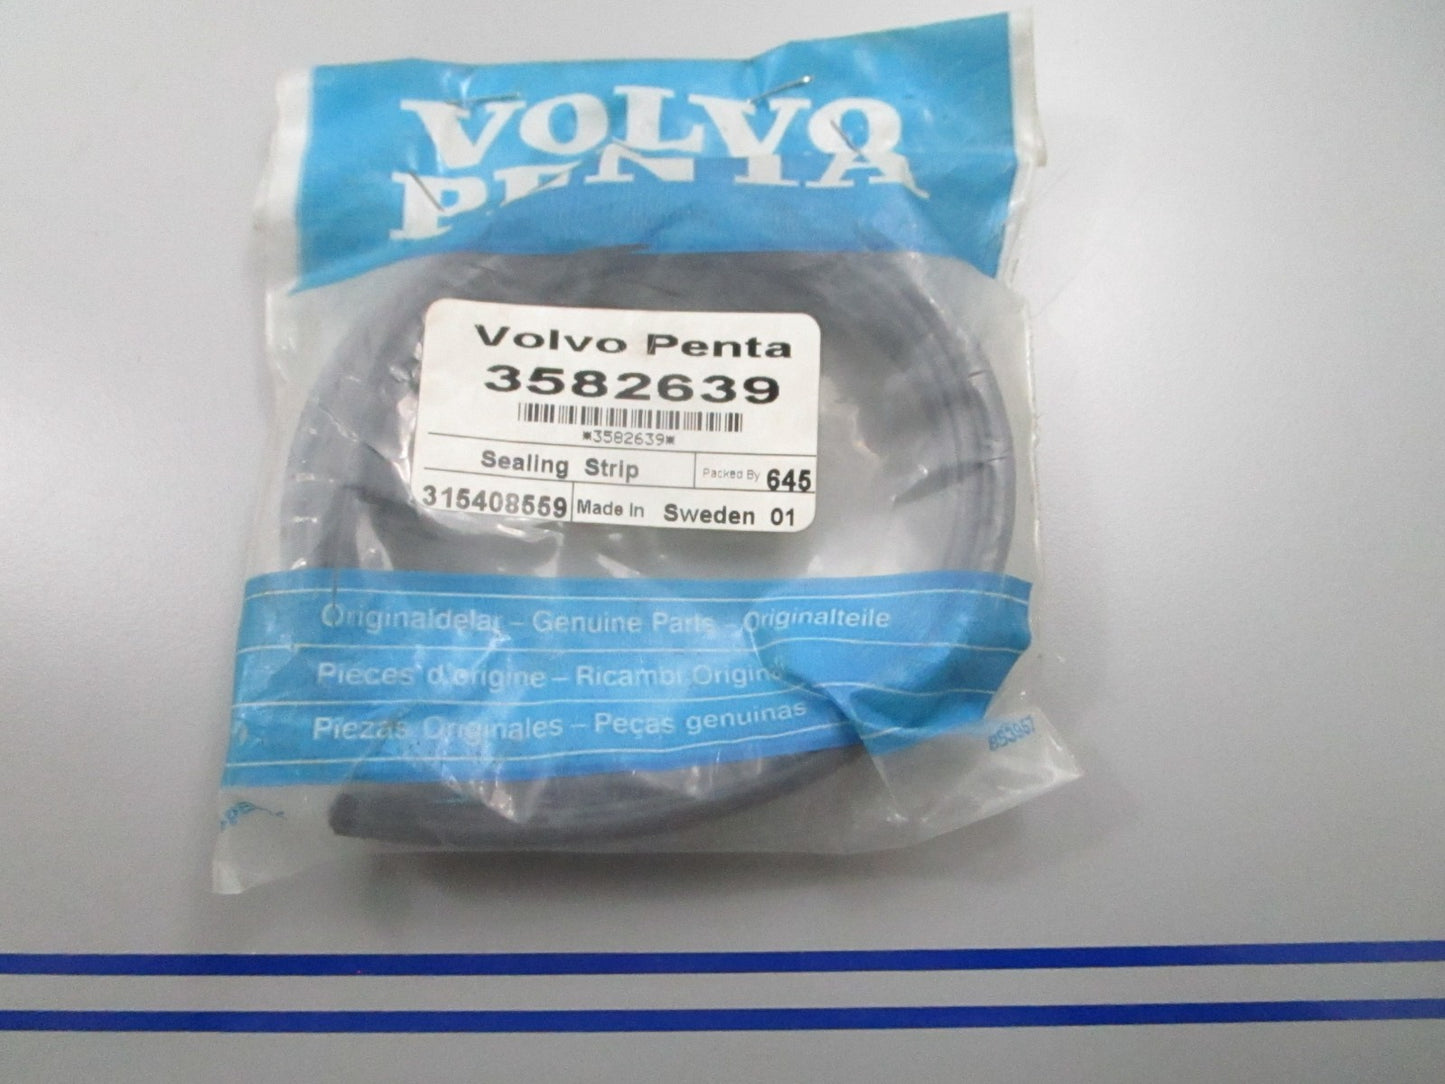 VOLVO
PENTA
Volvo Penta
3582639
*3582639*
Sealing Strip
Packed By 645
315408559
Made In Sweden 01
Originaldelar – Genuine Parts – Originalteile
Pieces d'origine – Ricambi Origin
Piezas Originales – Peças genuinas
853967